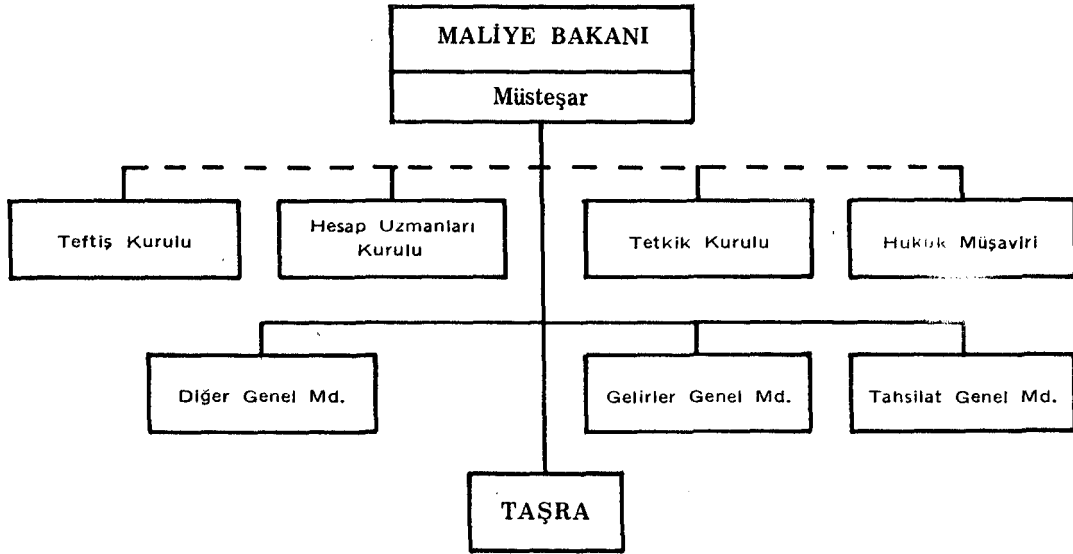 MALİYE BAKANI
Müsteşar
Teftiş Kurulu
Hesap Uzmanları
Kurulu
Tetkik Kurulu
Hukuk Müşaviri
Diğer Genel Md.
Gelirler Genel Md.
Tahsilat Genel Md.
TAŞRA